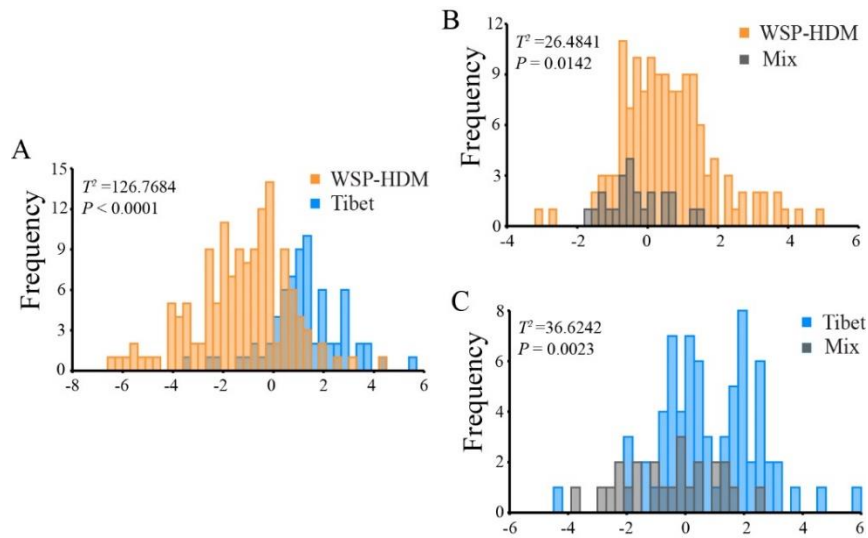 A
T² =126.7684
P < 0.0001
WSP-HDM
Tibet
Frequency
15
12
9
6
3
0
-8
-6
-4
-2
0
2
4
6
B
T² =26.4841
P = 0.0142
WSP-HDM
Mix
Frequency
12
9
6
3
0
-4
-2
0
2
4
6
C
T² =36.6242
P = 0.0023
Tibet
Mix
Frequency
8
6
4
2
0
-6
-4
-2
0
2
4
6